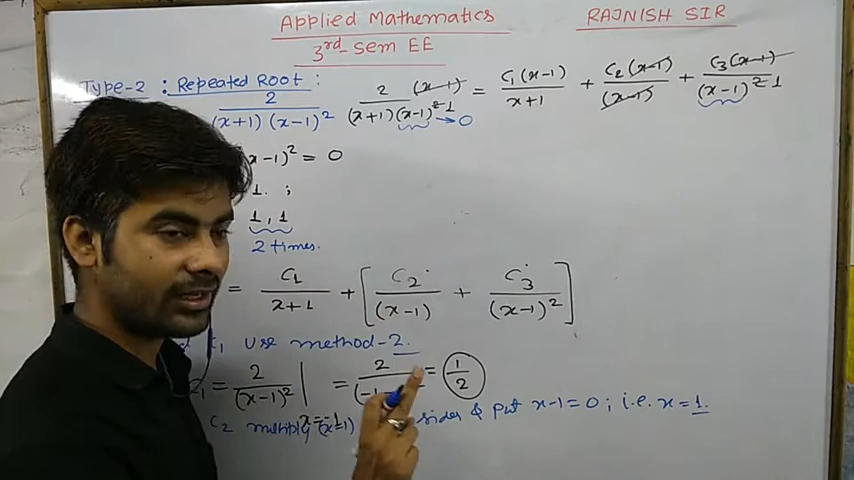 Applied Mathematics
RAJNISH SIR
3rd-Sem EE
Type-2 : Repeated Root :
2/((x+1)(x-1)²)
2(x-1)/((x+1)(x-1)² 1) → 0 = C₁(x-1)/(x+1) + C₂(x-1)/(x-1) + C₃(x-1)/((x-1)² 1)
x-1)² = 0
1. ;
1, 1
2 times.
= C₁/(x+1) + [C₂/(x-1) + C₃/(x-1)²]
use method-2.
= 2/(x-1)² | x=-1 = 2/(-1 = 1/2
C₂ multiply (x-1) sides & put x-1=0; i.e. x=1.